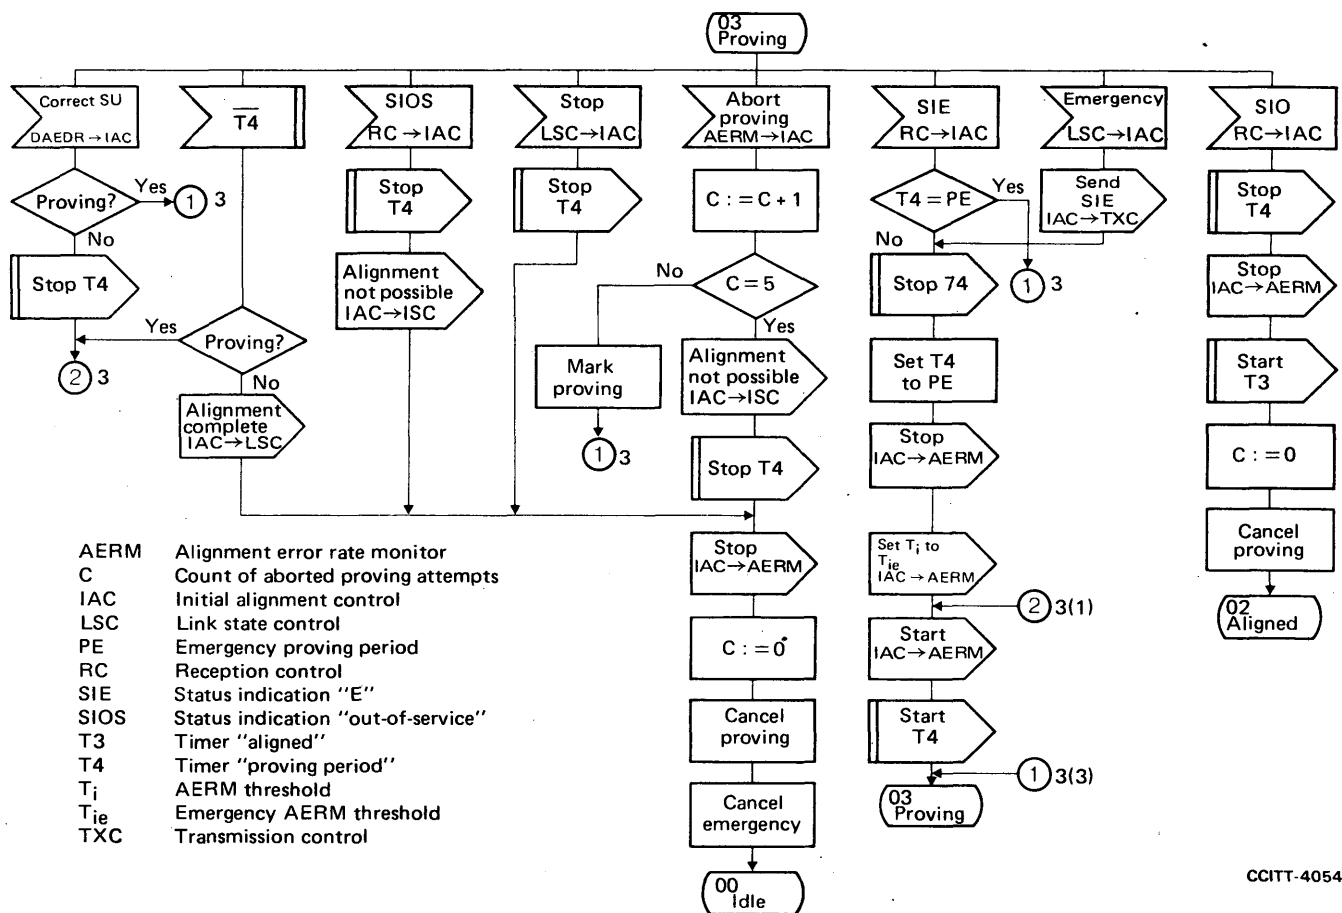 03
Proving
Correct SU
DAEDR → IAC
T4
SIOS
RC → IAC
Stop
LSC → IAC
Abort
proving
AERM → IAC
SIE
RC → IAC
Emergency
LSC → IAC
SIO
RC → IAC
Proving?
Yes
1 3
No
Stop T4
2 3
Yes
Proving?
No
Alignment
complete
IAC → LSC
Stop
T4
Alignment
not possible
IAC → ISC
Stop
T4
C := C + 1
No
C = 5
Yes
Mark
proving
1 3
Alignment
not possible
IAC → ISC
Stop T4
Stop
IAC → AERM
C := 0
Cancel
proving
Cancel
emergency
00
Idle
T4 = PE
Yes
1 3
No
Send
SIE
IAC → TXC
Stop 74
Set T4
to PE
Stop
IAC → AERM
Set Ti to
Tie
IAC → AERM
2 3(1)
Start
IAC → AERM
Start
T4
1 3(3)
03
Proving
Stop
T4
Stop
IAC → AERM
Start
T3
C := 0
Cancel
proving
02
Aligned
AERM Alignment error rate monitor
C Count of aborted proving attempts
IAC Initial alignment control
LSC Link state control
PE Emergency proving period
RC Reception control
SIE Status indication "E"
SIOS Status indication "out-of-service"
T3 Timer "aligned"
T4 Timer "proving period"
Ti AERM threshold
Tie Emergency AERM threshold
TXC Transmission control
CCITT-4054